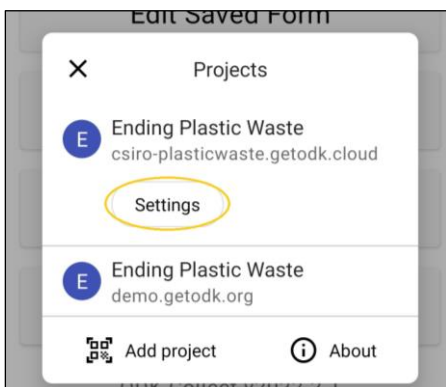 Edit Saved Form
Projects
E
Ending Plastic Waste
csiro-plasticwaste.getodk.cloud
Settings
E
Ending Plastic Waste
demo.getodk.org
Add project
About